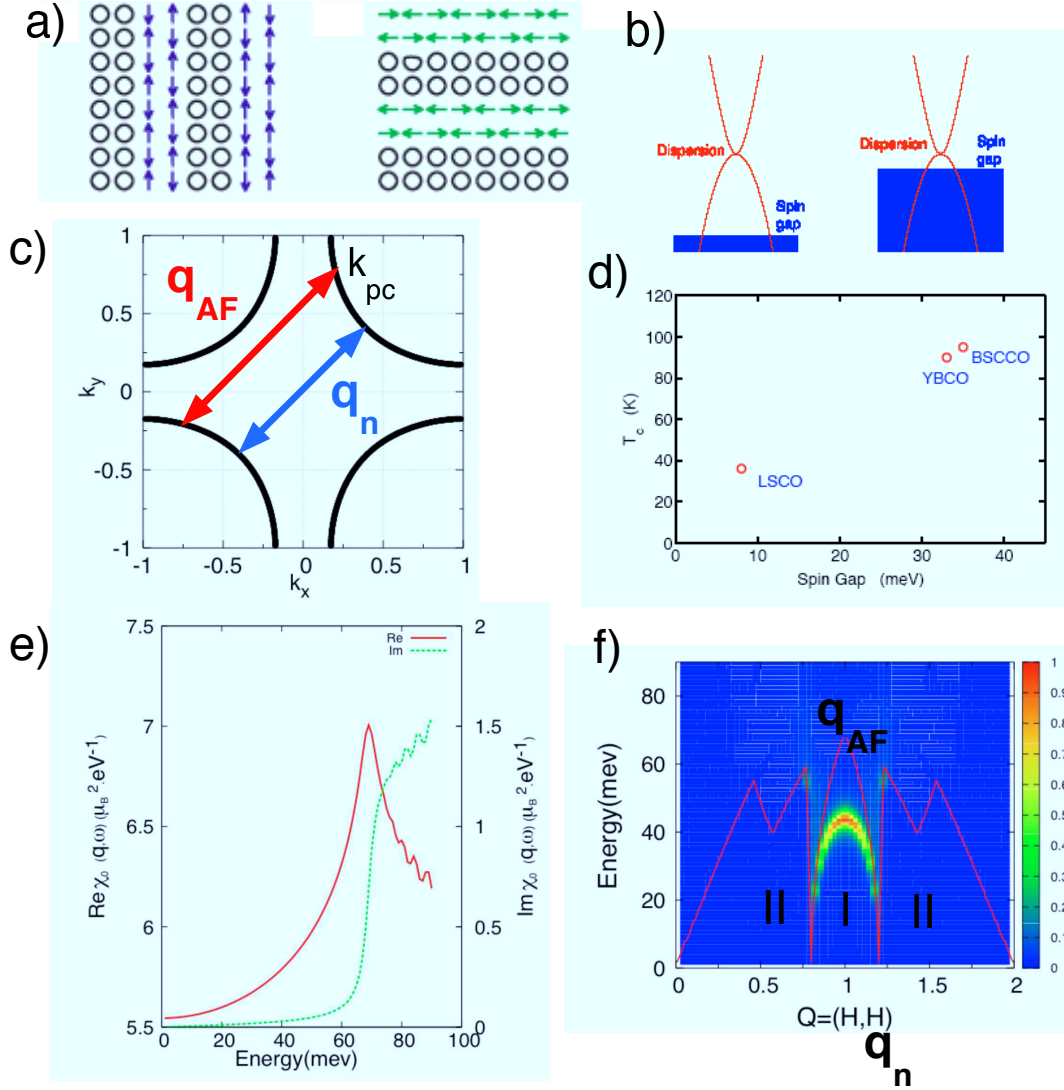 a)
b)
Dispersion
Spin
gap
Dispersion
Spin
gap
c)
1
0.5
0
-0.5
-1
k_y
-1
-0.5
0
0.5
1
k_x
q_AF
k_pc
q_n
d)
120
100
80
60
40
20
0
T_c (K)
BSCCO
YBCO
LSCO
0
10
20
30
40
Spin Gap (meV)
e)
7.5
7
6.5
6
5.5
Re χ₀ (q,ω) (μ_B².eV⁻¹)
Re
Im
2
1.5
1
0.5
0
Im χ₀ (q,ω) (μ_B².eV⁻¹)
0
20
40
60
80
100
Energy(mev)
f)
80
60
40
20
0
Energy(mev)
q_AF
II
I
II
1
0.9
0.8
0.7
0.6
0.5
0.4
0.3
0.2
0.1
0
0
0.5
1
1.5
2
Q=(H,H)
q_n